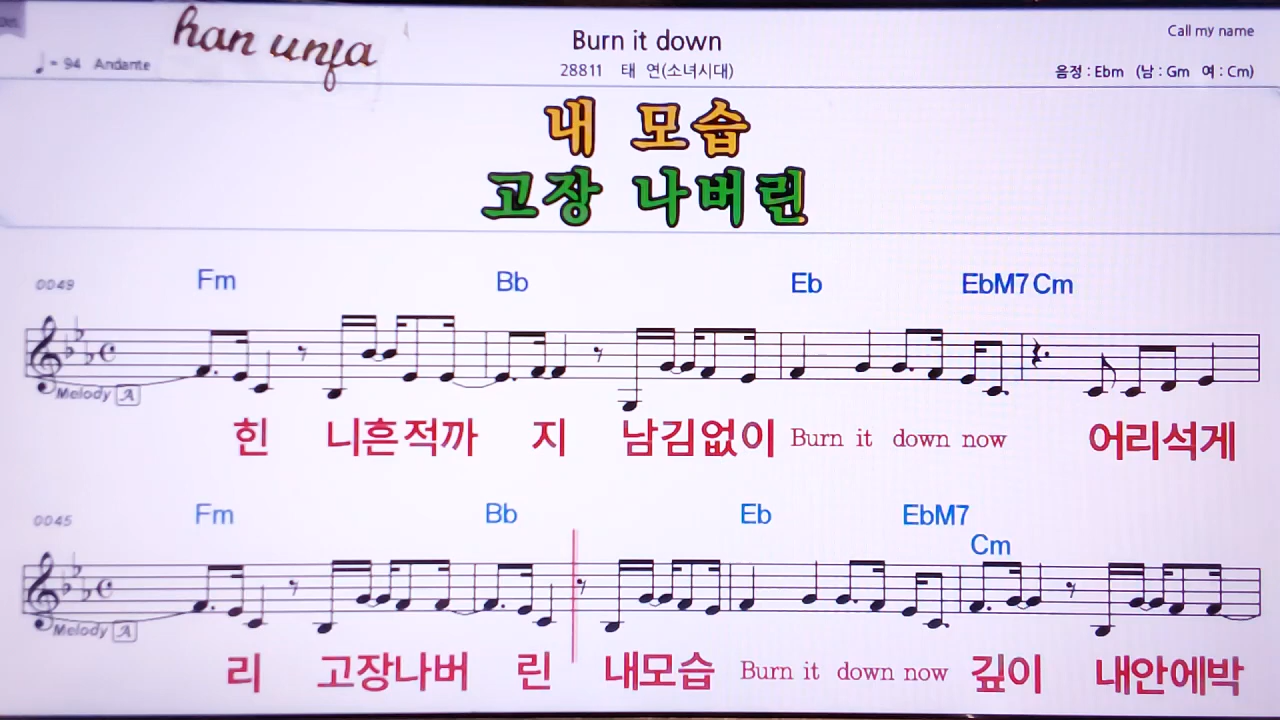 han unfa
Burn it down
Call my name
= 94 Andante
28811 태 연(소녀시대)
음정 : Ebm (남 : Gm 여 : Cm)
내 모습
고장 나버린
0049 Fm Bb Eb EbM7 Cm
Melody A
힌 니흔적까 지 남김없이 Burn it down now 어리석게
0045 Fm Bb Eb EbM7
Cm
Melody A
리 고장나버 린 내모습 Burn it down now 깊이 내안에박